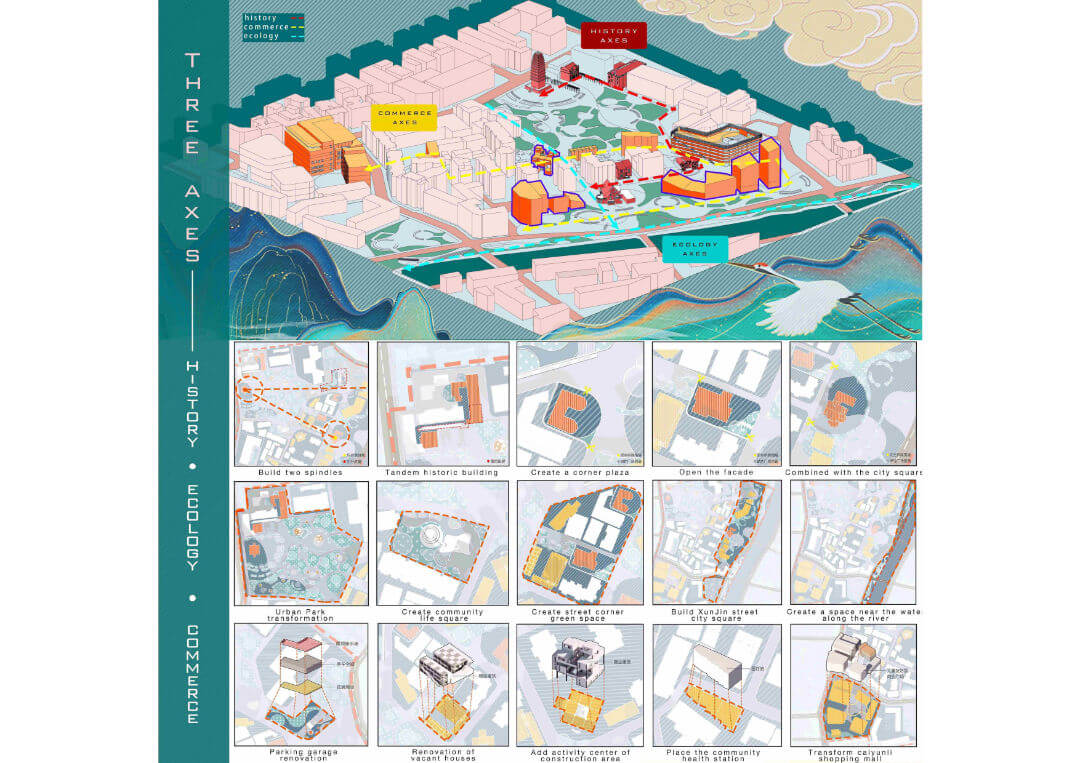 history
commerce
ecology
THREE AXES
HISTORY • ECOLOGY • COMMERCE
HISTORY
AXES
COMMERCE
AXES
ECOLOGY
AXES
Build two spindles
Tandem historic building
Create a corner plaza
Open the facade
Combined with the city square
Urban Park
transformation
Create community
life square
Create street corner
green space
Build XunJin street
city square
Create a space near the wate
along the river
Parking garage
renovation
Renovation of
vacant houses
Add activity center of
construction area
Place the community
health station
Transform caiyunli
shopping mall